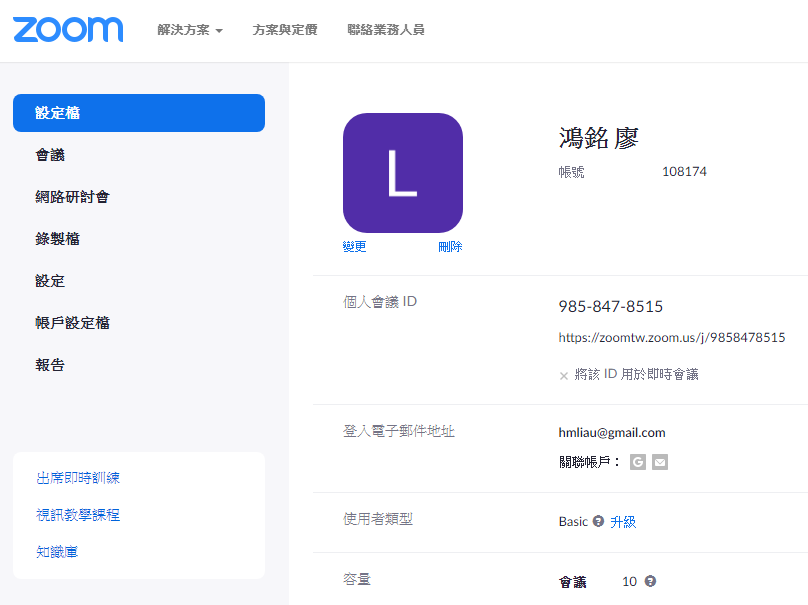 zoom
解決方案 方案與定價 聯絡業務人員
設定檔
會議
網路研討會
錄製檔
設定
帳戶設定檔
報告
出席即時訓練
視訊教學課程
知識庫
L
變更 刪除
鴻銘 廖
帳號 108174
個人會議 ID 985-847-8515
https://zoomtw.zoom.us/j/9858478515
× 將該 ID 用於即時會議
登入電子郵件地址 hmliau@gmail.com
關聯帳戶： G
使用者類型 Basic ? 升級
容量 會議 10 ?